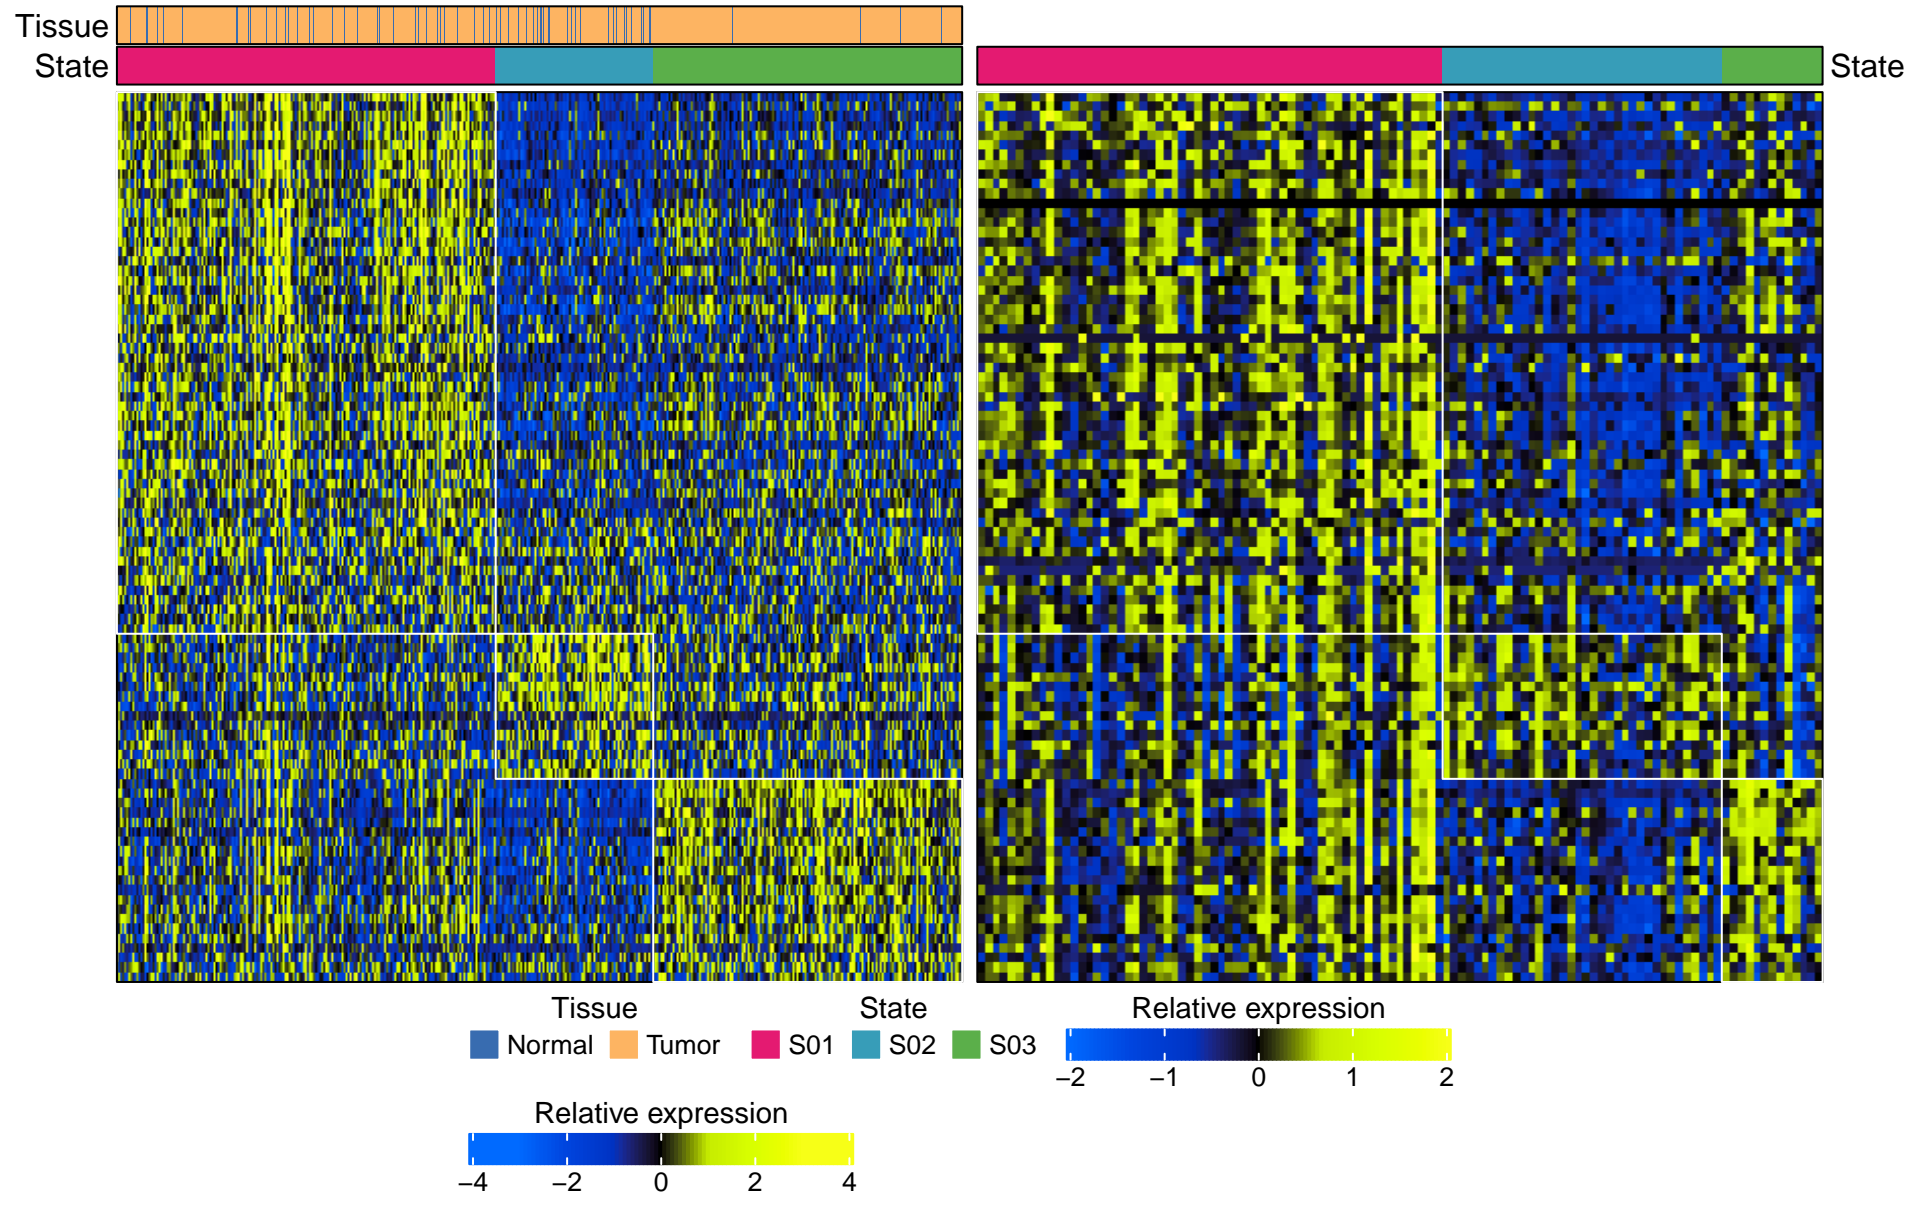 Tissue
State
State
Tissue
Normal Tumor
State
S01 S02 S03
Relative expression
−2 −1 0 1 2
Relative expression
−4 −2 0 2 4